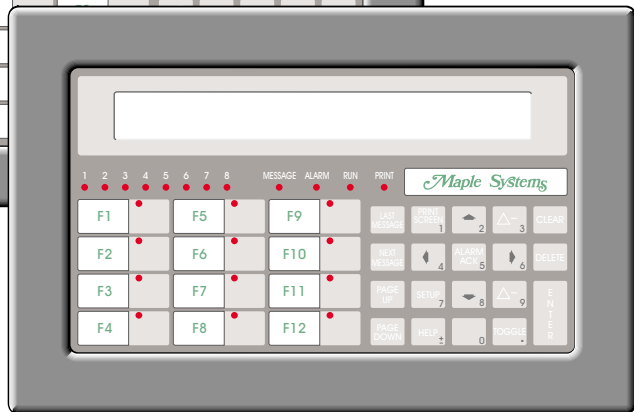 1 2 3 4 5 6 7 8 MESSAGE ALARM RUN PRINT
Maple Systems
F1 F5 F9
LAST MESSAGE
PRINT SCREEN 1
2
△− 3
CLEAR
F2 F6 F10
NEXT MESSAGE
4
ALARM ACK 5
6
DELETE
F3 F7 F11
PAGE UP
SETUP 7
8
△− 9
ENTER
F4 F8 F12
PAGE DOWN
HELP ±
0
TOGGLE .